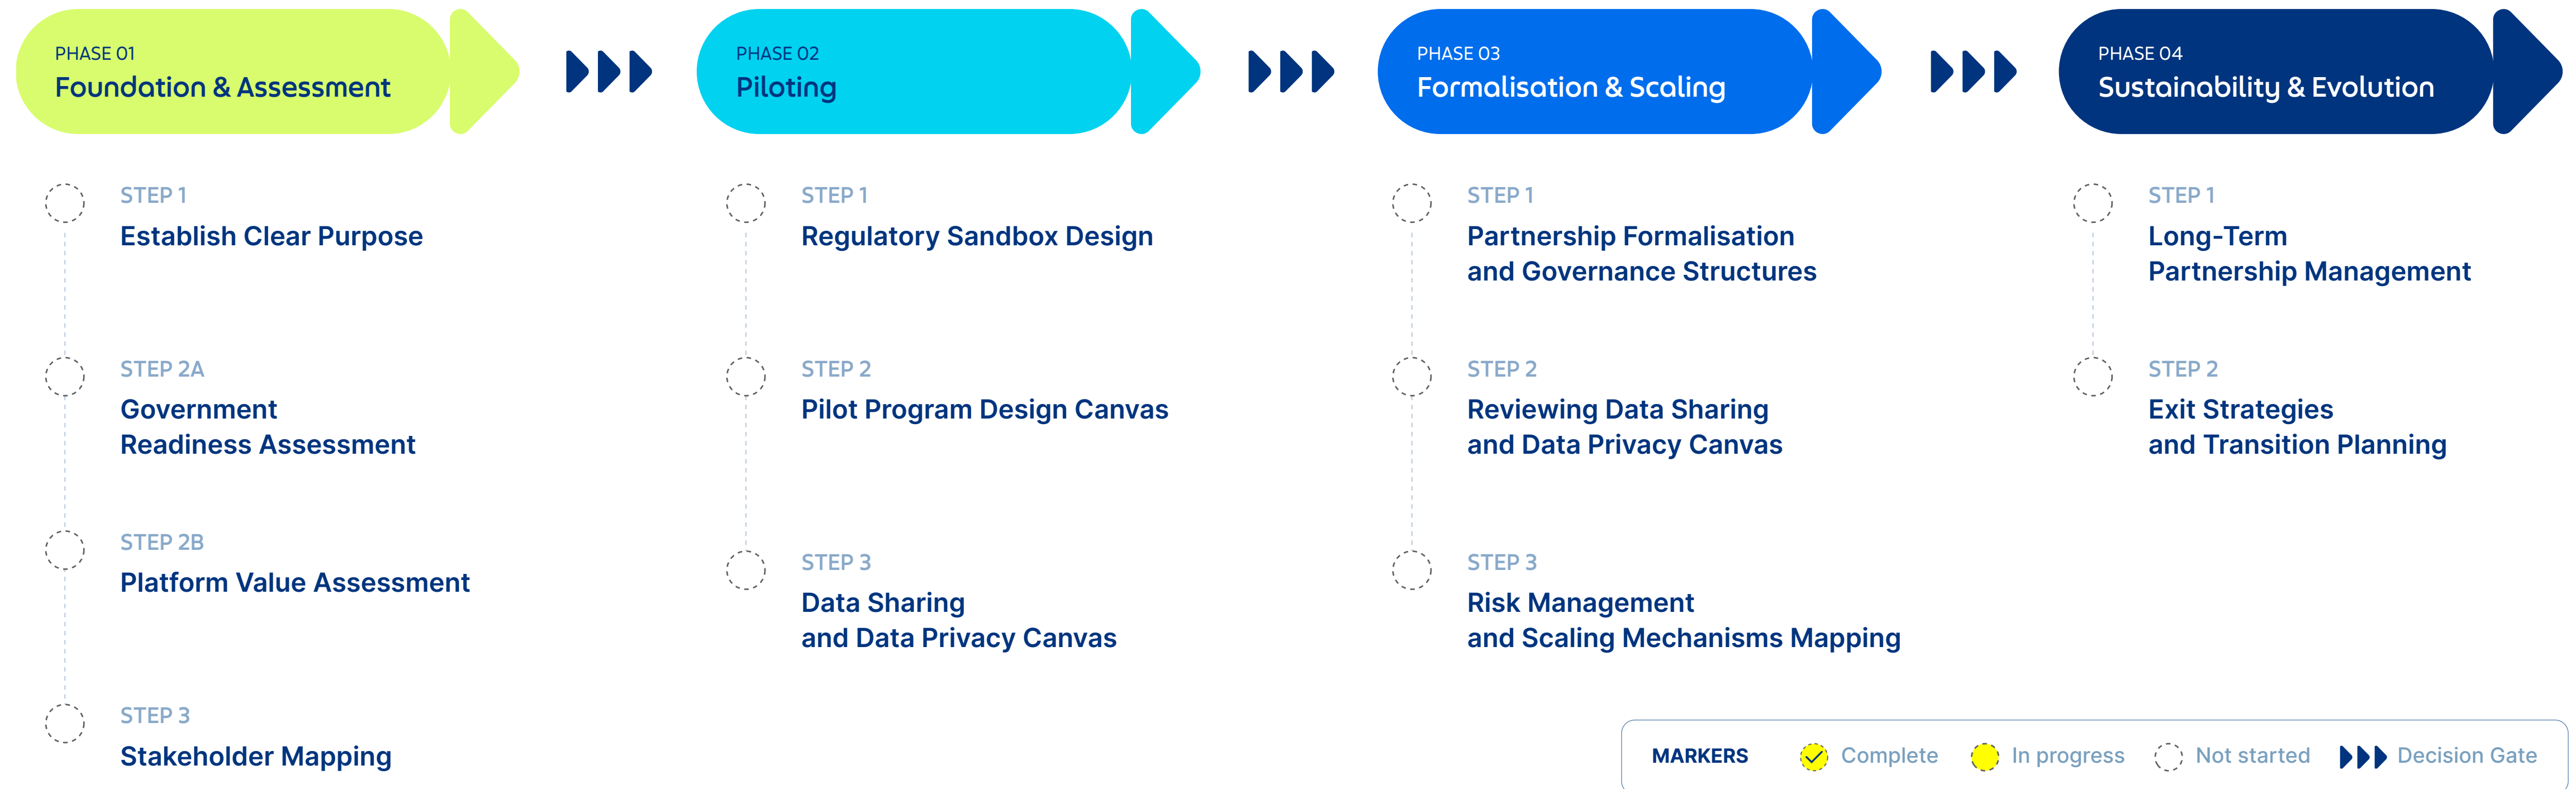 PHASE 01
Foundation & Assessment
STEP 1
Establish Clear Purpose
STEP 2A
Government
Readiness Assessment
STEP 2B
Platform Value Assessment
STEP 3
Stakeholder Mapping
PHASE 02
Piloting
STEP 1
Regulatory Sandbox Design
STEP 2
Pilot Program Design Canvas
STEP 3
Data Sharing
and Data Privacy Canvas
PHASE 03
Formalisation & Scaling
STEP 1
Partnership Formalisation
and Governance Structures
STEP 2
Reviewing Data Sharing
and Data Privacy Canvas
STEP 3
Risk Management
and Scaling Mechanisms Mapping
PHASE 04
Sustainability & Evolution
STEP 1
Long-Term
Partnership Management
STEP 2
Exit Strategies
and Transition Planning
MARKERS Complete In progress Not started Decision Gate